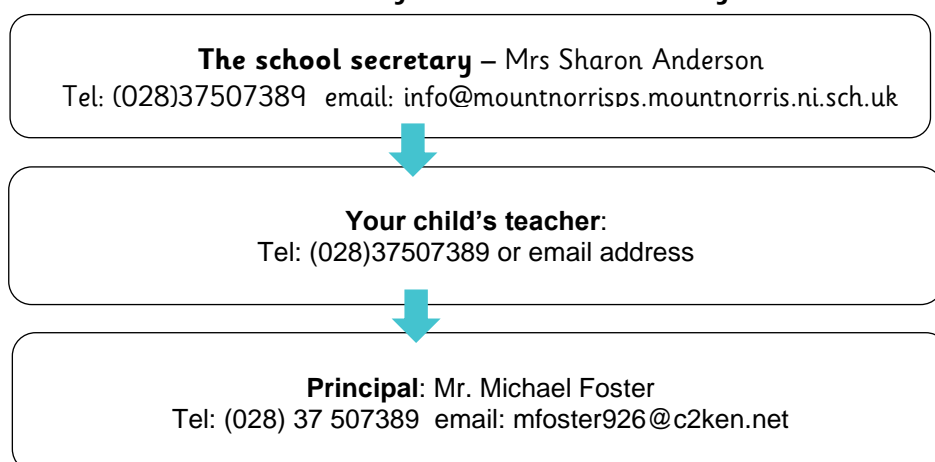 The school secretary – Mrs Sharon Anderson
Tel: (028)37507389 email: info@mountnorrisps.mountnorris.ni.sch.uk
Your child's teacher:
Tel: (028)37507389 or email address
Principal: Mr. Michael Foster
Tel: (028) 37 507389 email: mfoster926@c2ken.net